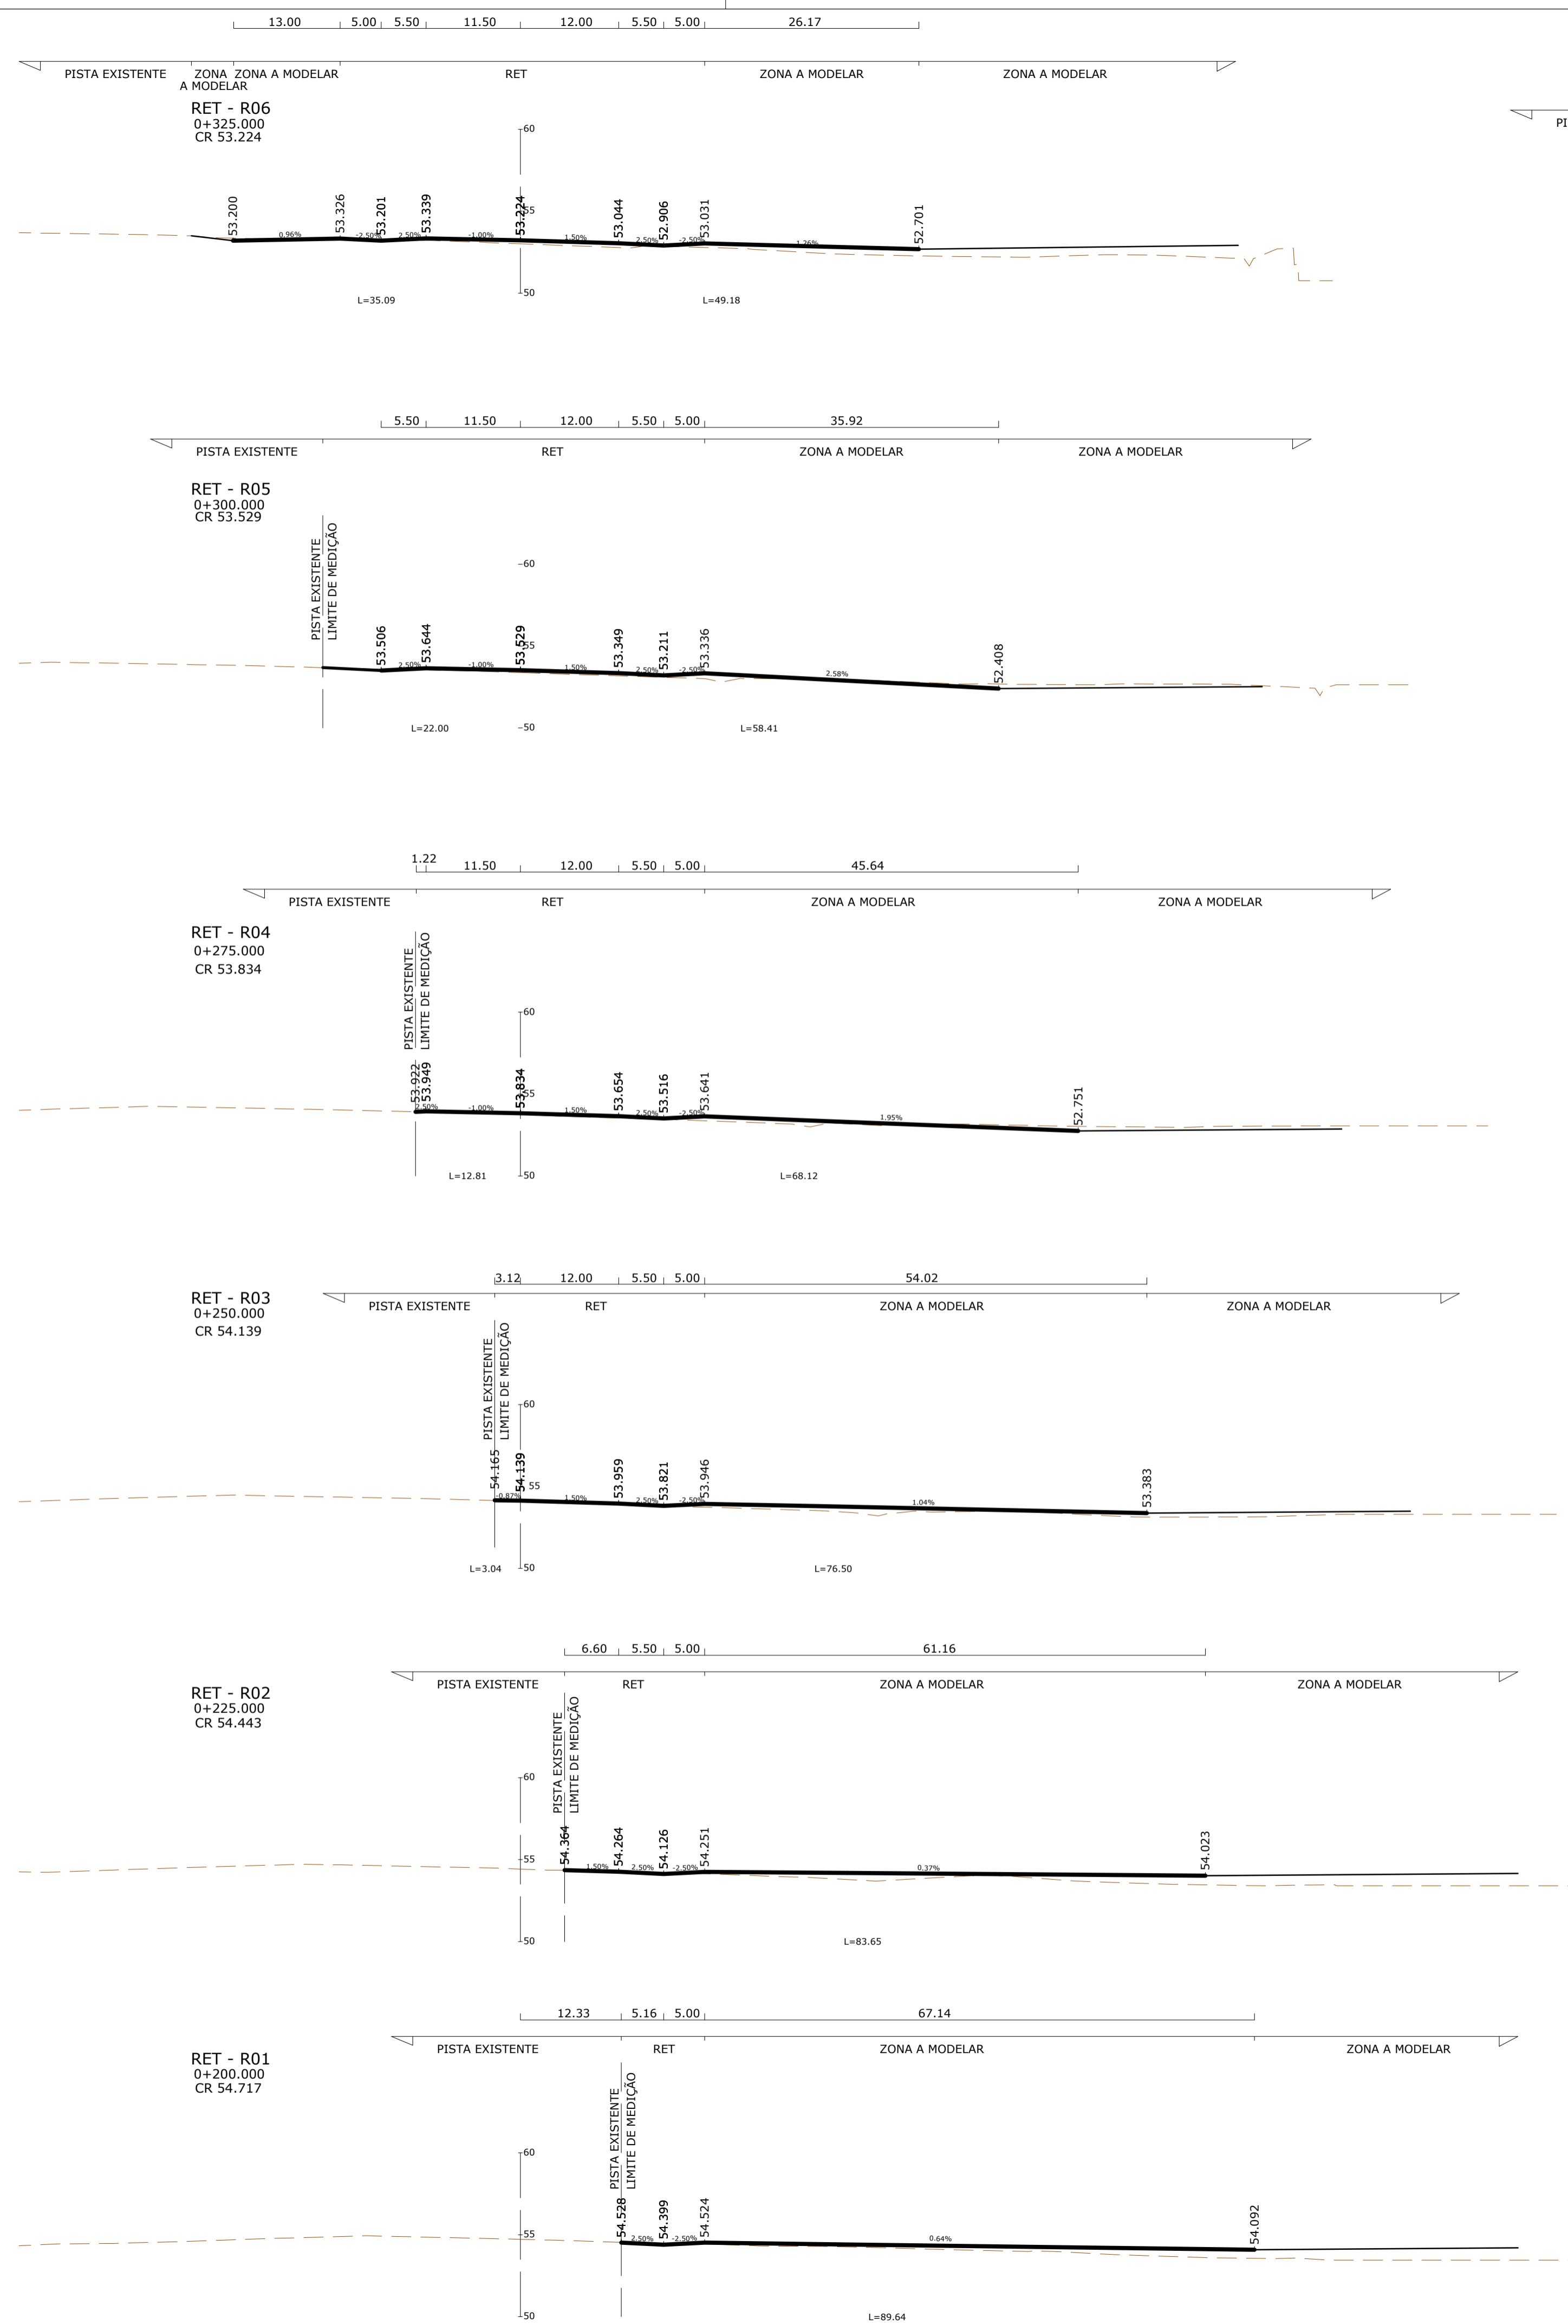 13.00 5.00 5.50 11.50 12.00 5.50 5.00 26.17
PISTA EXISTENTE ZONA A MODELAR ZONA A MODELAR RET ZONA A MODELAR ZONA A MODELAR
RET - R06
0+325.000
CR 53.224
PI
60
53.200 53.326 53.201 53.339 53.224 55 53.044 52.906 53.031 52.701
0.96% -2.50% 2.50% -1.00% 1.50% 2.50% -2.50% 1.26%
50
L=35.09 L=49.18
5.50 11.50 12.00 5.50 5.00 35.92
PISTA EXISTENTE RET ZONA A MODELAR ZONA A MODELAR
RET - R05
0+300.000
CR 53.529
PISTA EXISTENTE
LIMITE DE MEDIÇÃO
60
53.506 53.644 53.529 55 53.349 53.211 53.336 52.408
2.50% -1.00% 1.50% 2.50% -2.50% 2.58%
50
L=22.00 L=58.41
1.22 11.50 12.00 5.50 5.00 45.64
PISTA EXISTENTE RET ZONA A MODELAR ZONA A MODELAR
RET - R04
0+275.000
CR 53.834
PISTA EXISTENTE
LIMITE DE MEDIÇÃO
60
53.922 53.949 53.834 55 53.654 53.516 53.641 52.751
2.50% -1.00% 1.50% 2.50% -2.50% 1.95%
50
L=12.81 L=68.12
3.12 12.00 5.50 5.00 54.02
PISTA EXISTENTE RET ZONA A MODELAR ZONA A MODELAR
RET - R03
0+250.000
CR 54.139
PISTA EXISTENTE
LIMITE DE MEDIÇÃO
60
54.165 54.139 55 53.959 53.821 53.946 53.383
-0.87% 1.50% 2.50% -2.50% 1.04%
50
L=3.04 L=76.50
6.60 5.50 5.00 61.16
PISTA EXISTENTE RET ZONA A MODELAR ZONA A MODELAR
RET - R02
0+225.000
CR 54.443
PISTA EXISTENTE
LIMITE DE MEDIÇÃO
60
55 54.364 54.264 54.126 54.251 54.023
1.50% 2.50% -2.50% 0.37%
50
L=83.65
12.33 5.16 5.00 67.14
PISTA EXISTENTE RET ZONA A MODELAR ZONA A MODELAR
RET - R01
0+200.000
CR 54.717
PISTA EXISTENTE
LIMITE DE MEDIÇÃO
60
55 54.528 54.399 54.524 54.092
2.50% -2.50% 0.64%
50
L=89.64